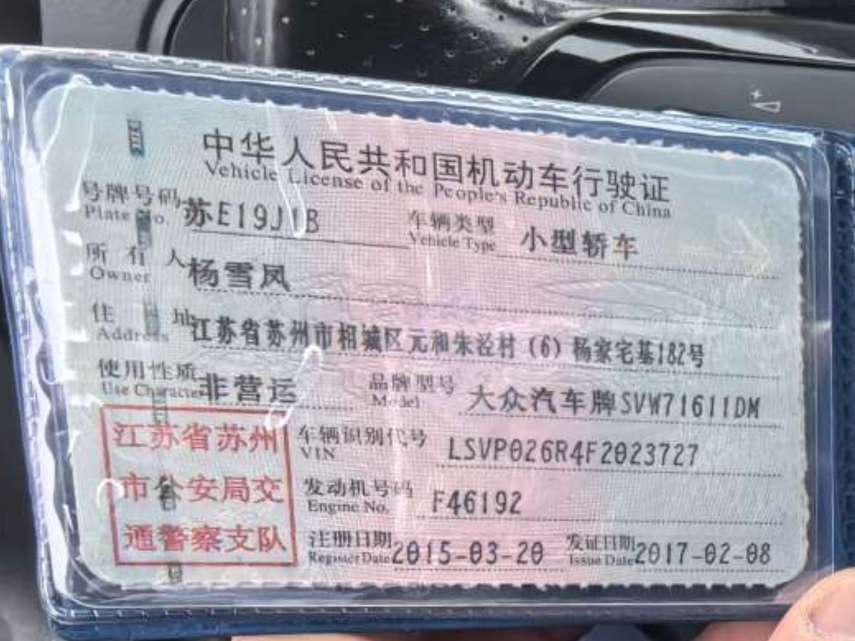 中华人民共和国机动车行驶证
Vehicle License of the People's Republic of China
号牌号码 苏E19J1B 车辆类型 小型轿车
Plate No. Vehicle Type
所有人 杨雪凤
Owner
住址 江苏省苏州市相城区元和朱泾村(6)杨家宅基182号
Address
使用性质 非营运 品牌型号 大众汽车牌SVW71611DM
Use Character Model
江苏省苏州 车辆识别代号 LSVP026R4F2023727
VIN
市公安局交 发动机号码 F46192
Engine No.
通警察支队 注册日期 2015-03-20 发证日期 2017-02-08
Register Date Issue Date